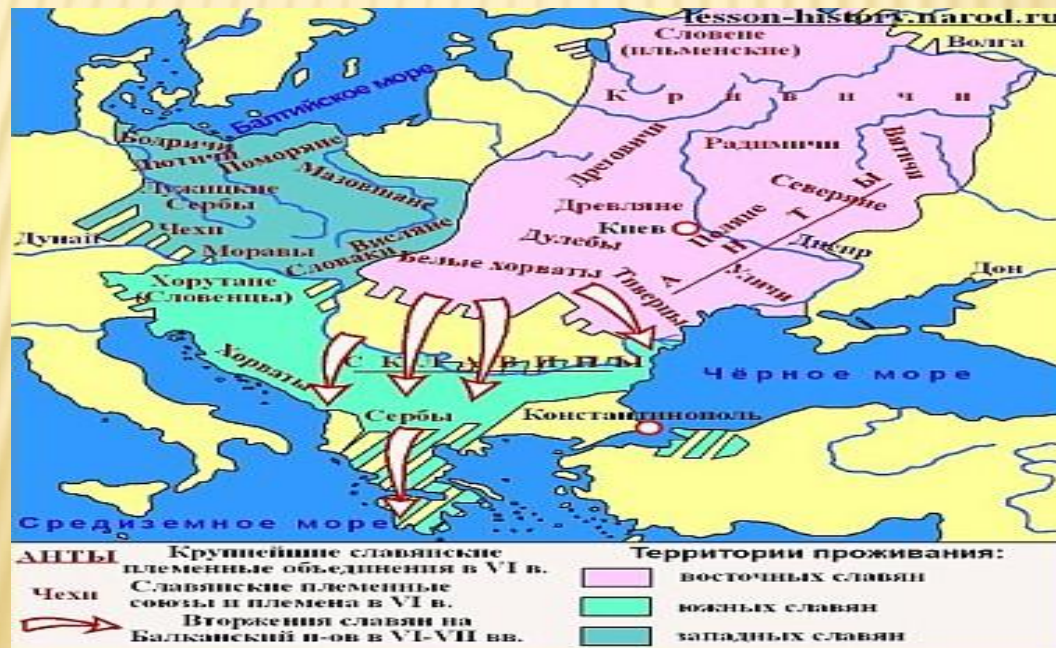 lesson-history.narod.ru
Словене
(пльменские)
Волга
Кривичи
Балтийское море
Бодричи
Лютичи
Поморяне
Мазовшане
Лужицкие
Сербы
Чехи
Моравы
Висляне
Словаки
Дунай
Дреговичи
Радимичи
Вятичи
Северяне
Древляне
Киев
Поляне
Дулебы
Днепр
Белые хорваты
Тиверцы
Уличи
АНТЫ
Дон
Хорутане
(Словенцы)
Хорваты
СКЛАВИНЫ
Чёрное море
Сербы
Константинополь
Средиземное море
АНТЫ Крупнейшие славянские
племенные объединения в VI в.
Чехи Славянские племенные
союзы и племена в VI в.
Вторжения славян на
Балканский п-ов в VI-VII вв.
Территории проживания:
восточных славян
южных славян
западных славян